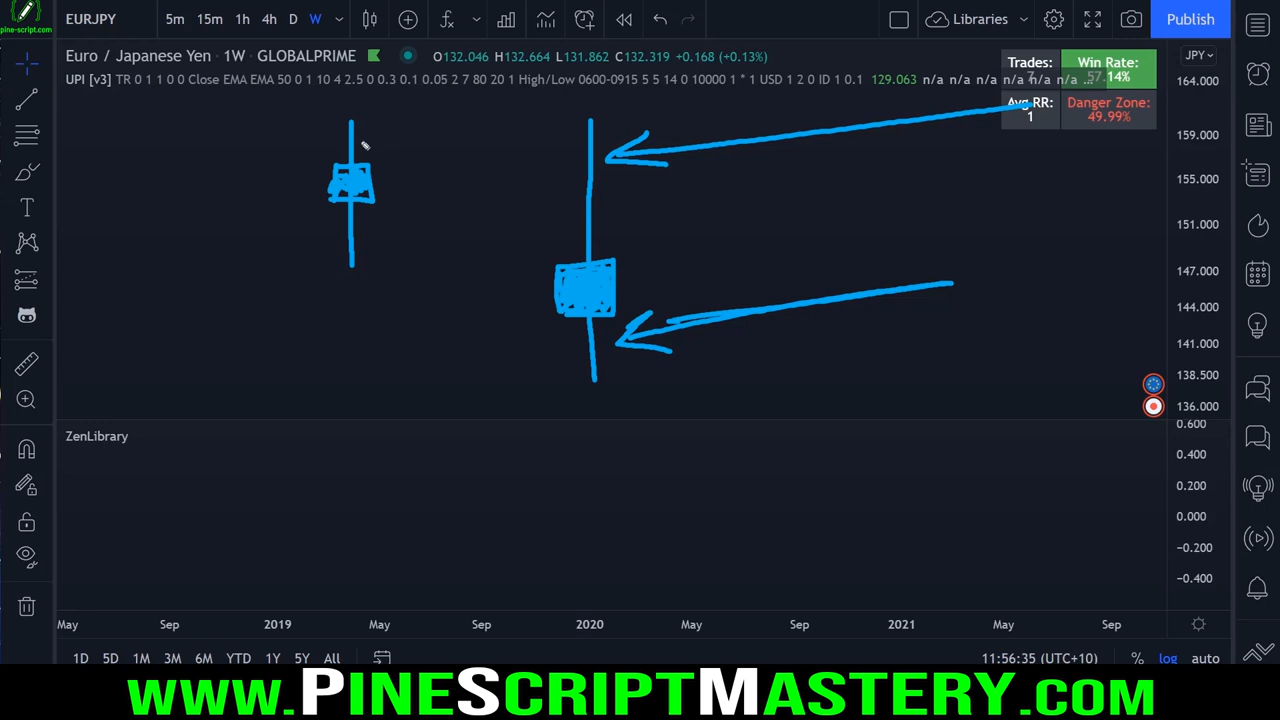 pine-script.com
EURJPY
5m 15m 1h 4h D W
Libraries
Publish
Euro / Japanese Yen · 1W · GLOBALPRIME
O132.046 H132.664 L131.862 C132.319 +0.168 (+0.13%)
JPY
UPI [v3] TR 0 1 1 0 0 Close EMA EMA 50 0 1 10 4 2.5 0 0.3 0.1 0.05 2 7 80 20 1 High/Low 0600-0915 5 5 14 0 10000 1 * 1 USD 1 2 0 ID 1 0.1 129.063 n/a n/a n/a n/a n/a n/a ...
Trades:
7
Win Rate:
57.14%
Avg RR:
1
Danger Zone:
49.99%
164.000
159.000
155.000
151.000
147.000
144.000
141.000
138.500
136.000
ZenLibrary
0.600
0.400
0.200
0.000
−0.200
−0.400
May Sep 2019 May Sep 2020 May Sep 2021 May Sep
1D 5D 1M 3M 6M YTD 1Y 5Y All
11:56:35 (UTC+10) % log auto
www.PineScriptMastery.com